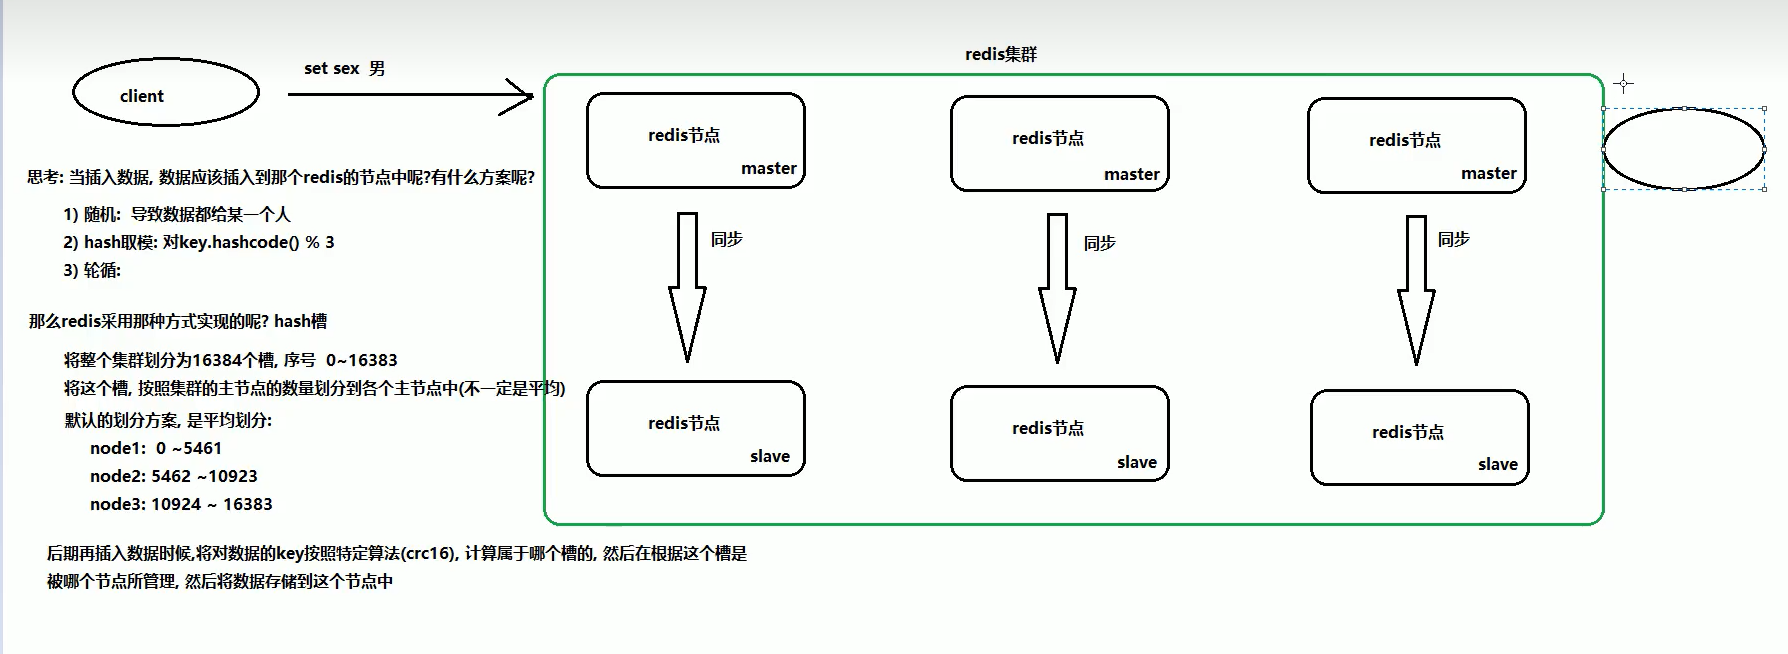 redis集群
set sex  男
client
思考: 当插入数据, 数据应该插入到那个redis的节点中呢?有什么方案呢?
1) 随机:  导致数据都给某一个人
2) hash取模: 对key.hashcode() % 3
3) 轮循:
那么redis采用那种方式实现的呢? hash槽
将整个集群划分为16384个槽, 序号  0~16383
将这个槽, 按照集群的主节点的数量划分到各个主节点中(不一定是平均)
默认的划分方案, 是平均划分:
node1:  0 ~5461
node2: 5462 ~10923
node3: 10924 ~ 16383
后期再插入数据时候,将对数据的key按照特定算法(crc16), 计算属于哪个槽的, 然后在根据这个槽是
被哪个节点所管理, 然后将数据存储到这个节点中
redis节点
master
redis节点
master
redis节点
master
同步
同步
同步
redis节点
slave
redis节点
slave
redis节点
slave